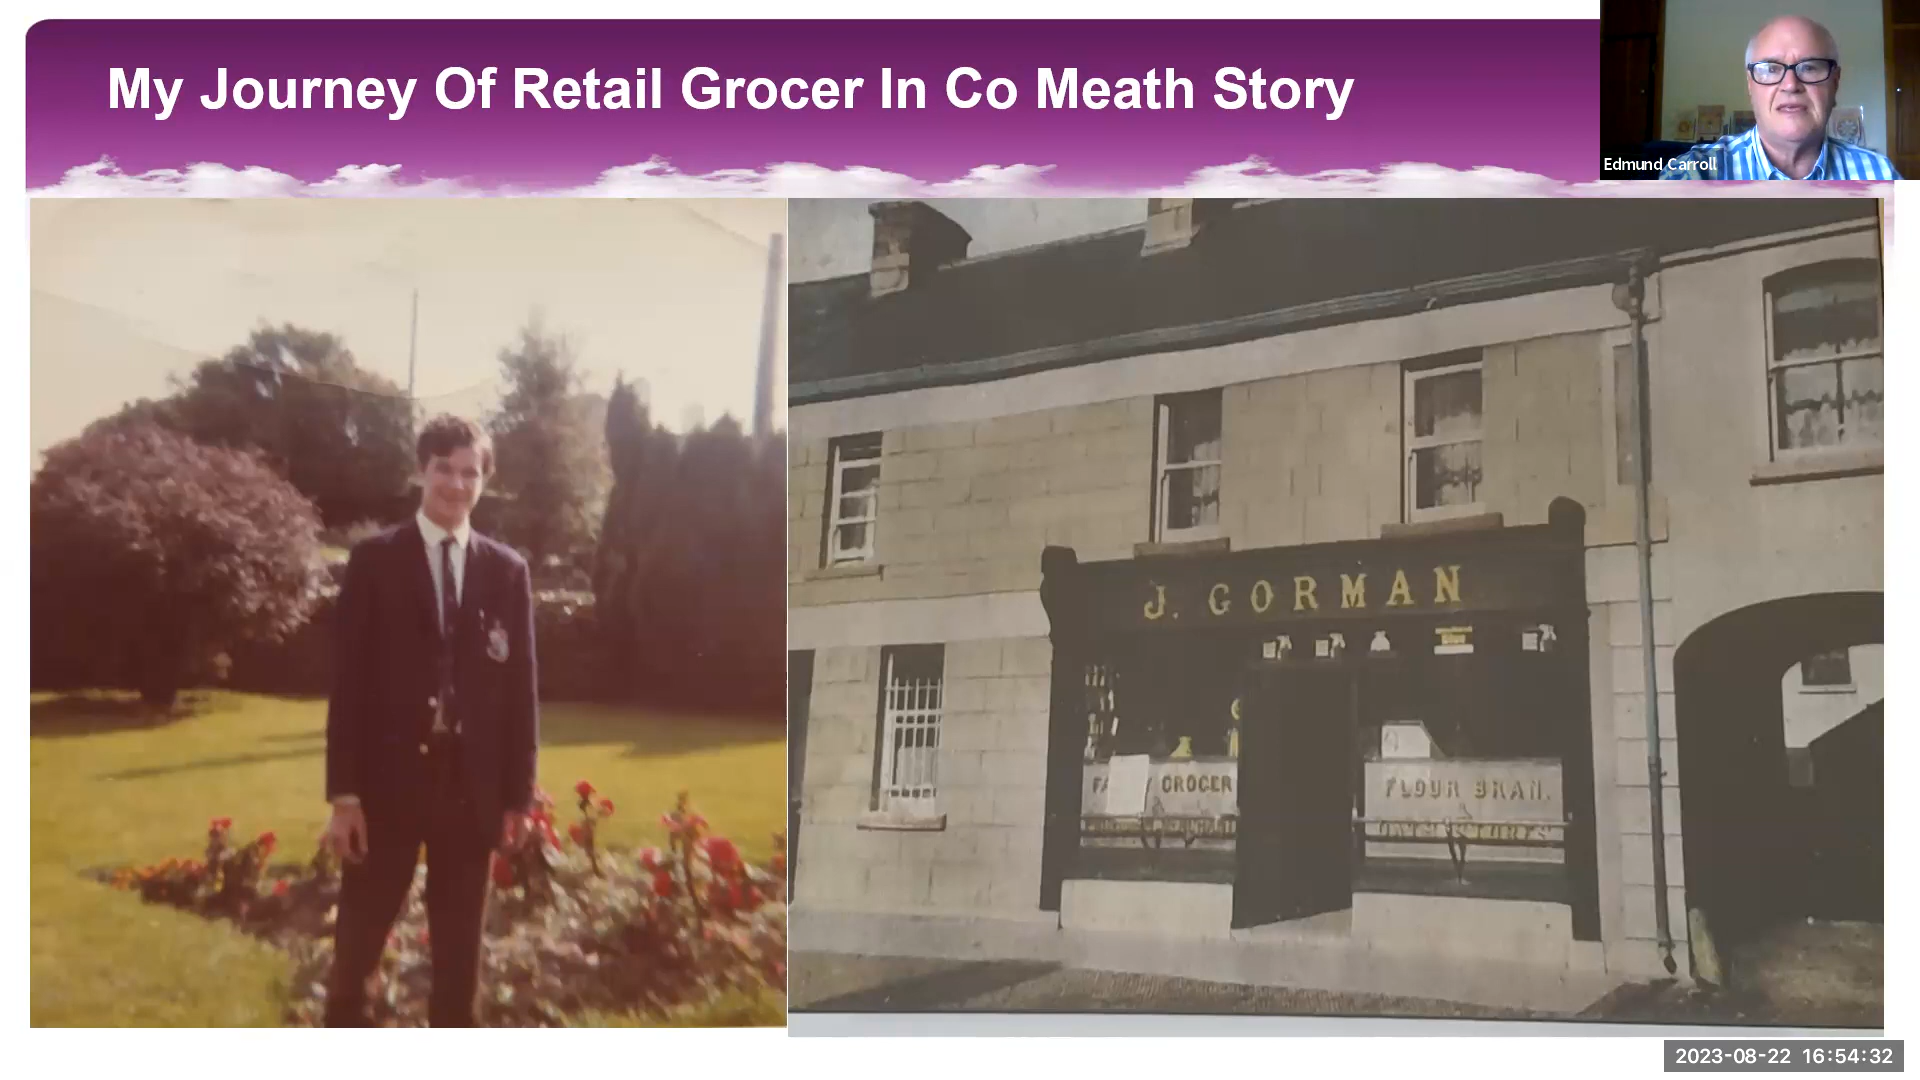 My Journey Of Retail Grocer In Co Meath Story
Edmund Carroll
J. GORMAN
GROCER
FLOUR BRAN.
2023-08-22 16:54:32